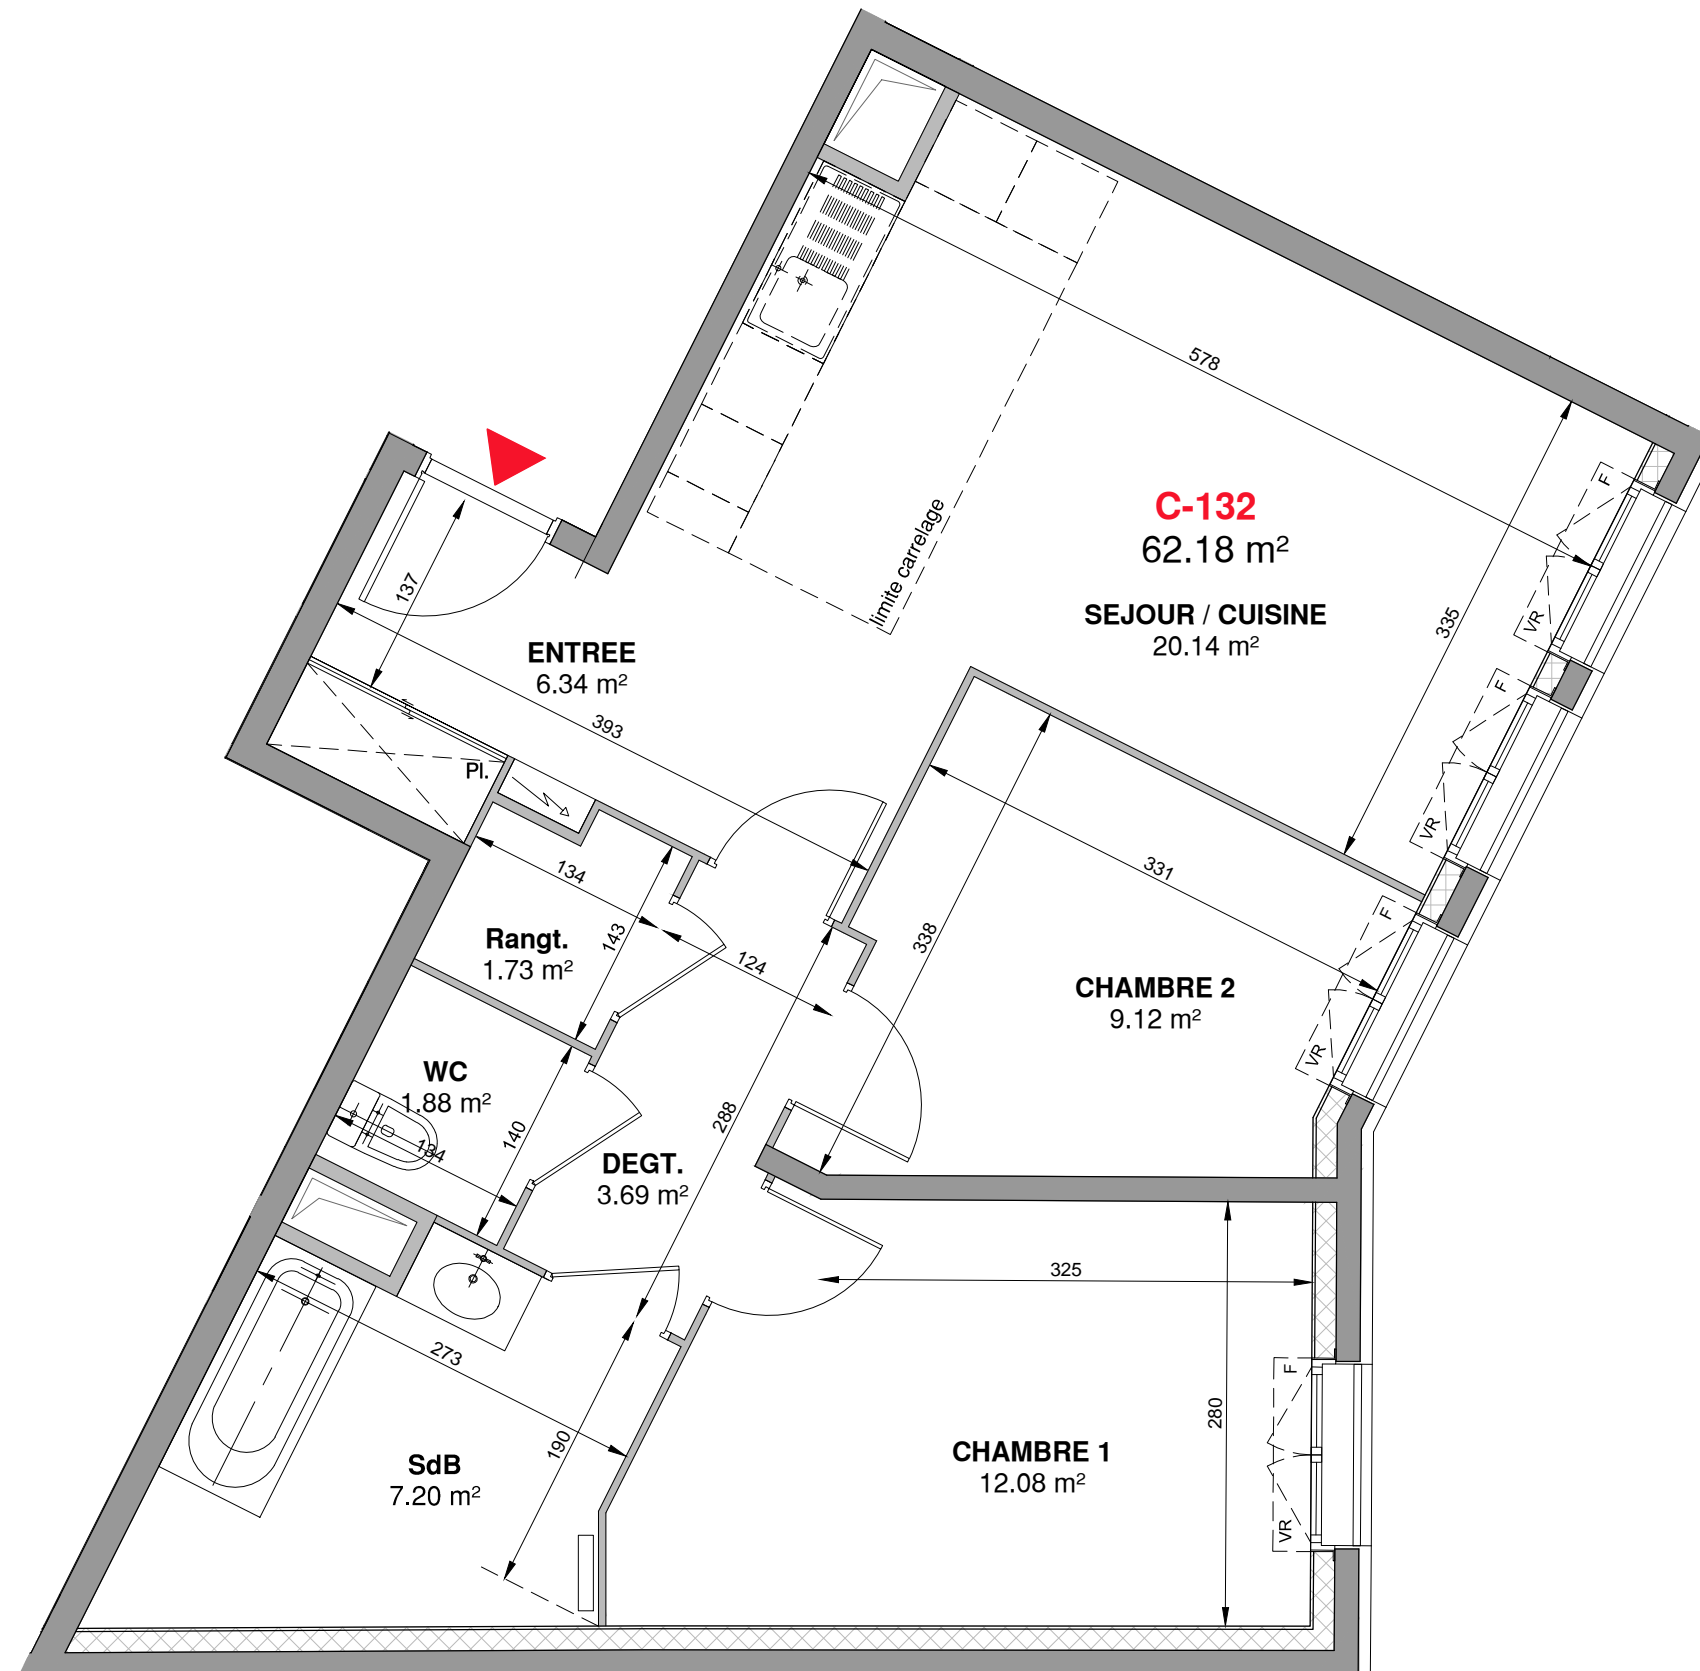 578
limite carrelage
C-132
62.18 m²
SEJOUR / CUISINE
20.14 m²
335
F
VR
F
VR
137
ENTREE
6.34 m²
393
Pl.
134
143
Rangt.
1.73 m²
124
338
331
CHAMBRE 2
9.12 m²
F
VR
WC
1.88 m²
134
140
288
DEGT.
3.69 m²
325
273
190
SdB
7.20 m²
280
CHAMBRE 1
12.08 m²
F
VR